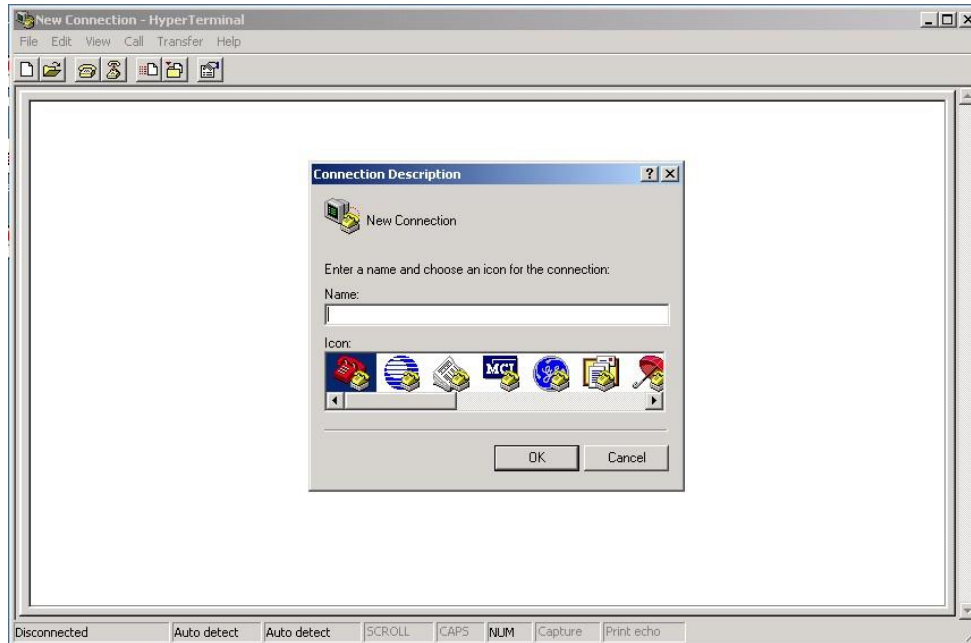 New Connection - HyperTerminal
File Edit View Call Transfer Help
Connection Description
New Connection
Enter a name and choose an icon for the connection:
Name:
Icon:
MCI
OK Cancel
Disconnected Auto detect Auto detect SCROLL CAPS NUM Capture Print echo